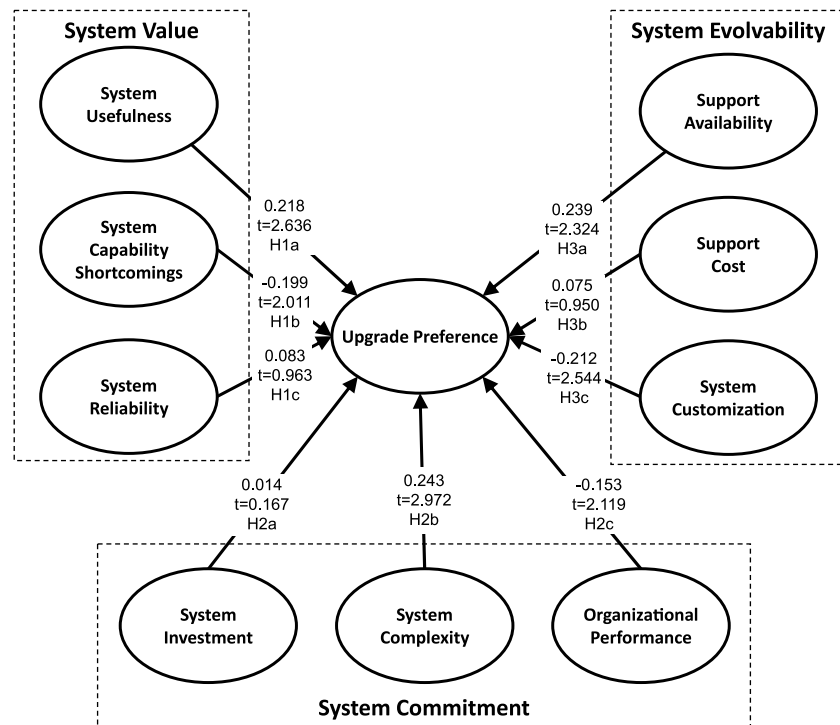 System Value
System
Usefulness
System
Capability
Shortcomings
System
Reliability
0.218
t=2.636
H1a
-0.199
t=2.011
H1b
0.083
t=0.963
H1c
Upgrade Preference
System Evolvability
Support
Availability
Support
Cost
System
Customization
0.239
t=2.324
H3a
0.075
t=0.950
H3b
-0.212
t=2.544
H3c
0.014
t=0.167
H2a
0.243
t=2.972
H2b
-0.153
t=2.119
H2c
System
Investment
System
Complexity
Organizational
Performance
System Commitment